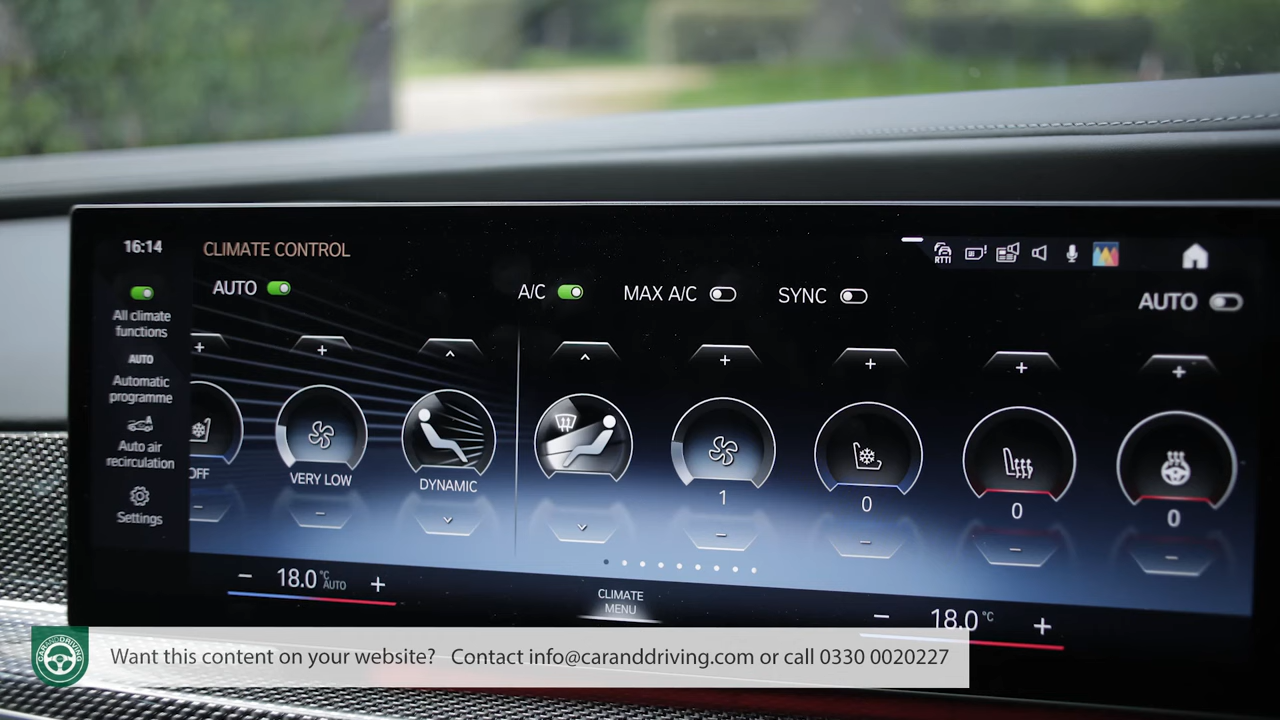 16:14
CLIMATE CONTROL
RTTI
AUTO
A/C
MAX A/C
SYNC
AUTO
All climate
functions
AUTO
Automatic
programme
Auto air
recirculation
Settings
OFF
VERY LOW
DYNAMIC
1
0
0
0
18.0 °C AUTO
CLIMATE
MENU
18.0 °C
CARANDDRIVING
Want this content on your website? Contact info@caranddriving.com or call 0330 0020227